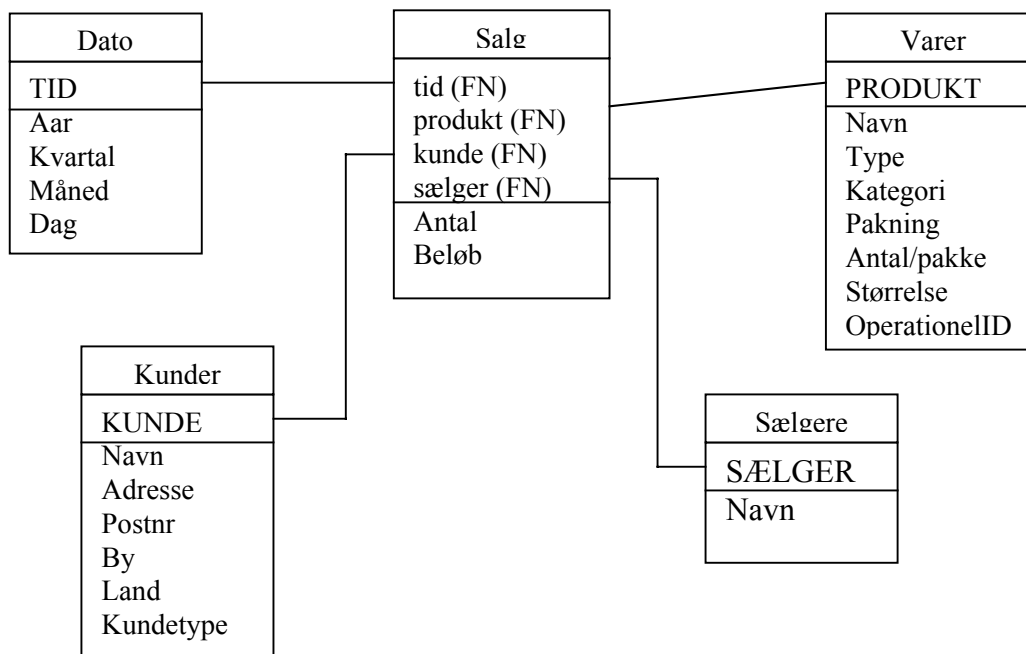 Dato
TID
Aar
Kvartal
Måned
Dag
Salg
tid (FN)
produkt (FN)
kunde (FN)
sælger (FN)
Antal
Beløb
Varer
PRODUKT
Navn
Type
Kategori
Pakning
Antal/pakke
Størrelse
OperationelID
Kunder
KUNDE
Navn
Adresse
Postnr
By
Land
Kundetype
Sælgere
SÆLGER
Navn